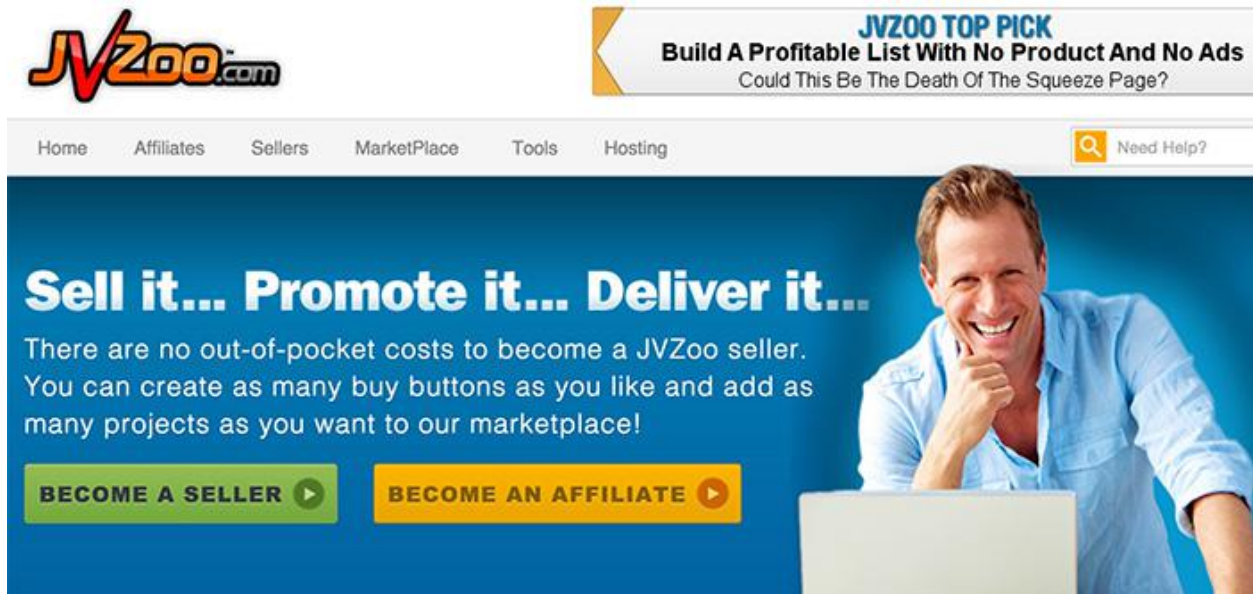 JVZoo.com™
JVZOO TOP PICK
Build A Profitable List With No Product And No Ads
Could This Be The Death Of The Squeeze Page?
Home Affiliates Sellers MarketPlace Tools Hosting Need Help?
Sell it... Promote it... Deliver it...
There are no out-of-pocket costs to become a JVZoo seller.
You can create as many buy buttons as you like and add as
many projects as you want to our marketplace!
BECOME A SELLER BECOME AN AFFILIATE